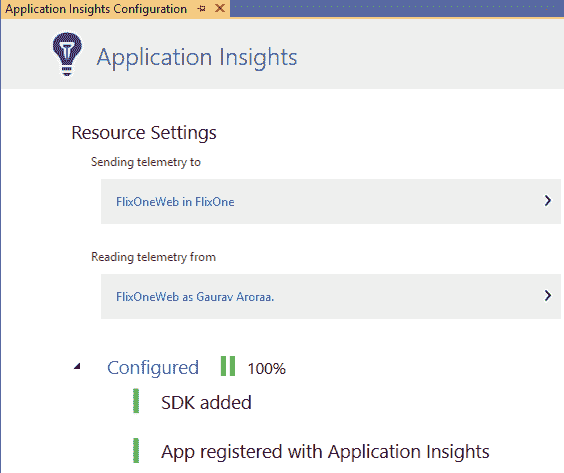 Application Insights Configuration
Application Insights
Resource Settings
Sending telemetry to
FlixOneWeb in FlixOne
Reading telemetry from
FlixOneWeb as Gaurav Aroraa.
Configured 100%
SDK added
App registered with Application Insights